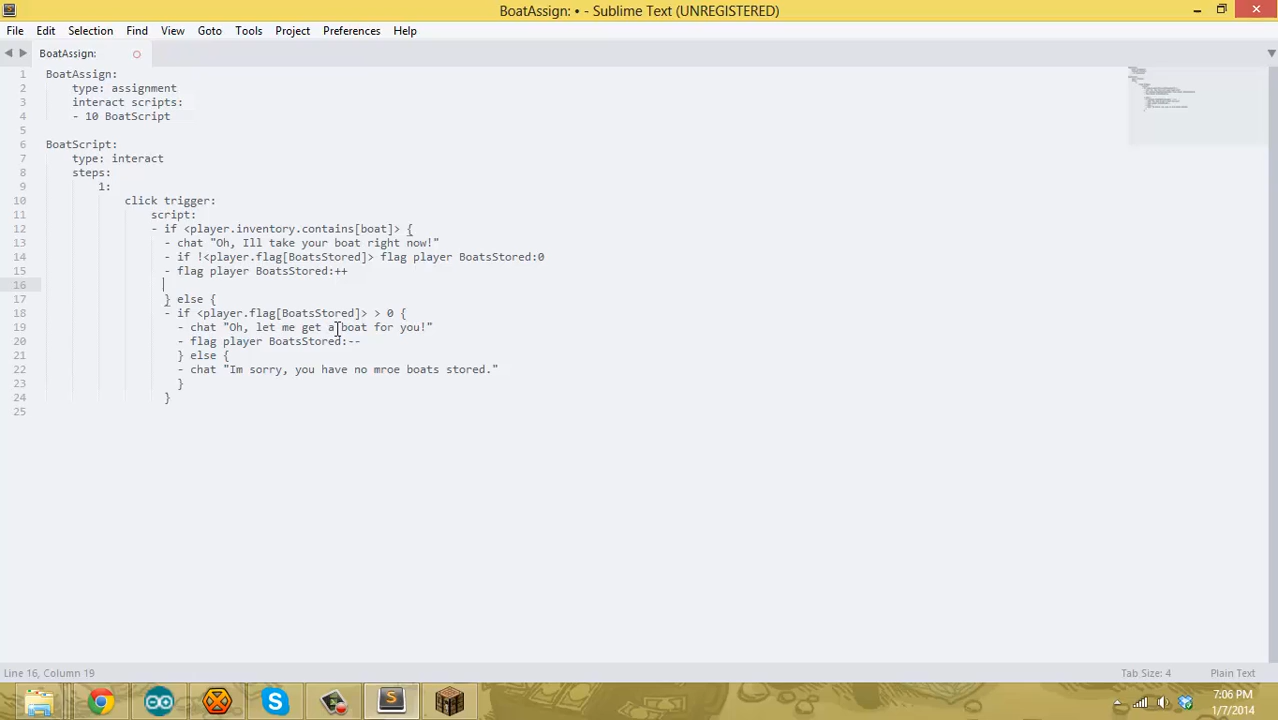 BoatAssign: • - Sublime Text (UNREGISTERED)
File Edit Selection Find View Goto Tools Project Preferences Help
BoatAssign:
1 BoatAssign:
2 type: assignment
3 interact scripts:
4 - 10 BoatScript
5
6 BoatScript:
7 type: interact
8 steps:
9 1:
10 click trigger:
11 script:
12 - if <player.inventory.contains[boat]> {
13 - chat "Oh, Ill take your boat right now!"
14 - if !<player.flag[BoatsStored]> flag player BoatsStored:0
15 - flag player BoatsStored:++
16
17 } else {
18 - if <player.flag[BoatsStored]> > 0 {
19 - chat "Oh, let me get a boat for you!"
20 - flag player BoatsStored:--
21 } else {
22 - chat "Im sorry, you have no mroe boats stored."
23 }
24 }
25
Line 16, Column 19 Tab Size: 4 Plain Text
7:06 PM
1/7/2014